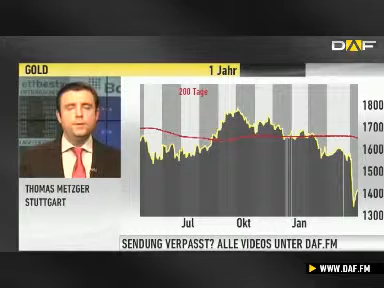 DAF
GOLD 1 Jahr
200 Tage
1800
1700
1600
1500
1400
1300
Jul Okt Jan
THOMAS METZGER
STUTTGART
SENDUNG VERPASST? ALLE VIDEOS UNTER DAF.FM
WWW.DAF.FM